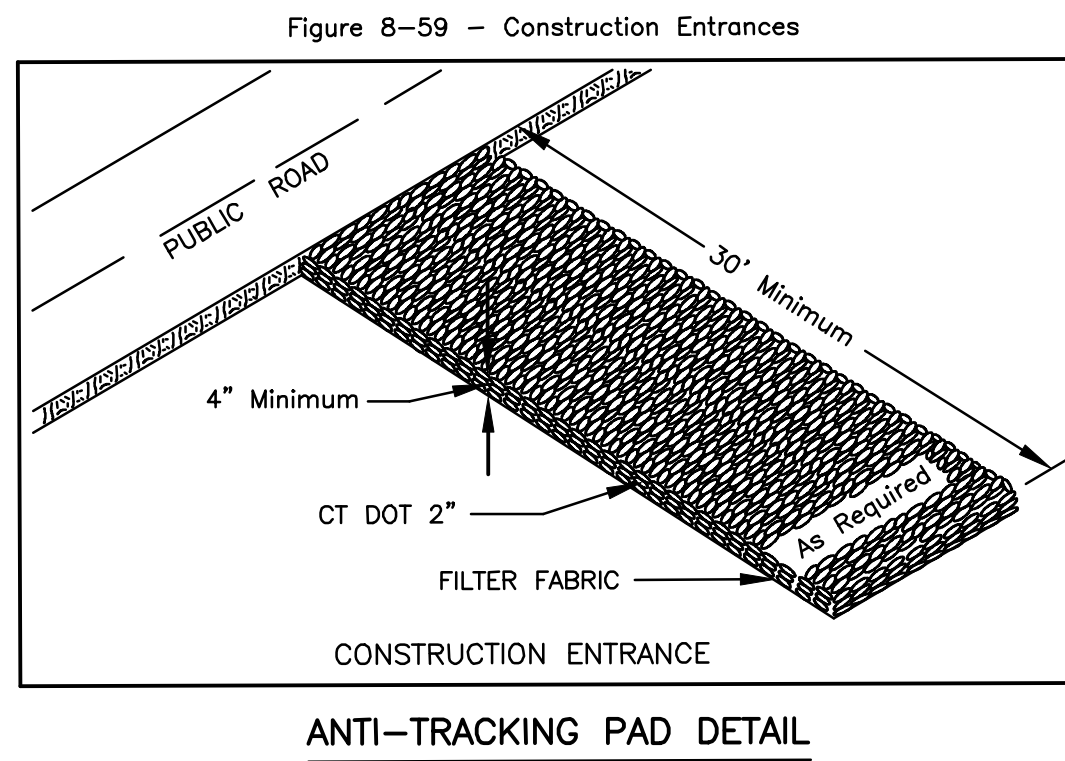 Figure 8-59 - Construction Entrances
PUBLIC ROAD
30' Minimum
4" Minimum
CT DOT 2"
As Required
FILTER FABRIC
CONSTRUCTION ENTRANCE
ANTI-TRACKING PAD DETAIL